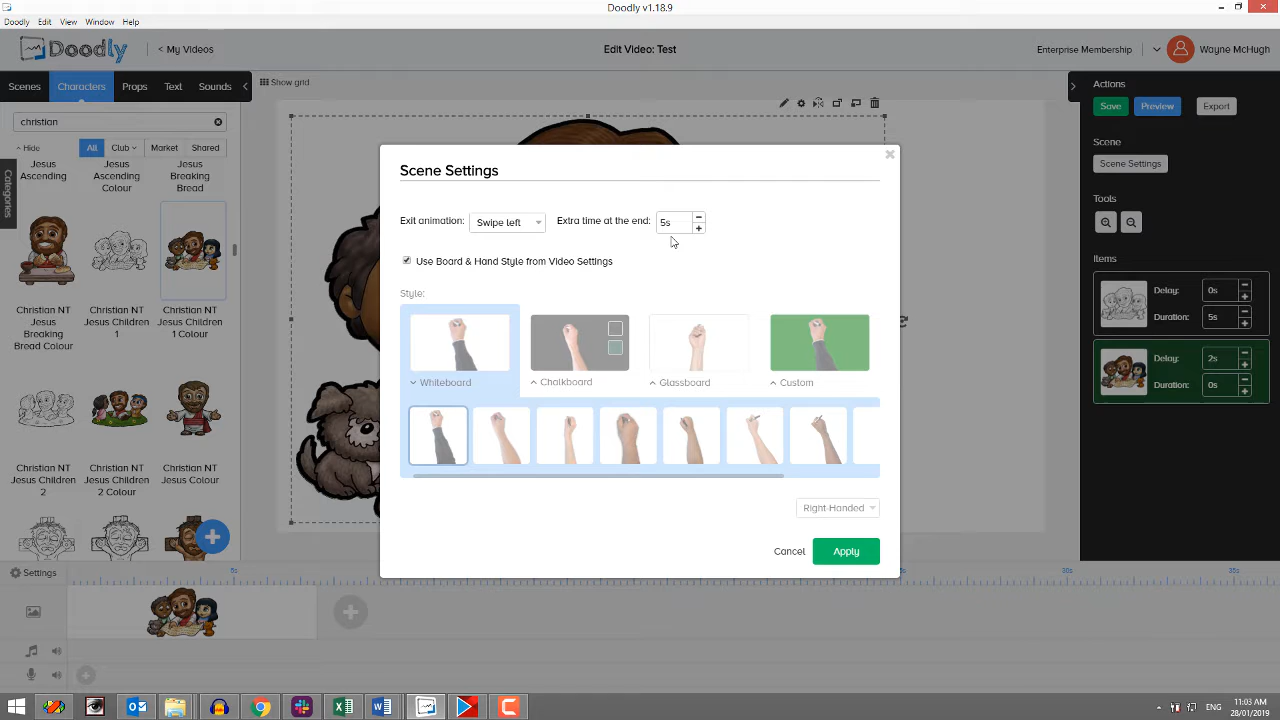 Doodly v1.18.9
Doodly Edit View Window Help
Doodly < My Videos Edit Video: Test Enterprise Membership Wayne McHugh
Scenes Characters Props Text Sounds
Show grid
christian
Hide All Club Market Shared
Categories
Jesus Ascending
Jesus Ascending Colour
Jesus Breaking Bread
Christian NT Jesus Breaking Bread Colour
Christian NT Jesus Children 1
Christian NT Jesus Children 1 Colour
Christian NT Jesus Children 2
Christian NT Jesus Children 2 Colour
Christian NT Jesus Calling
Scene Settings
Exit animation: Swipe left Extra time at the end: 5s
Use Board & Hand Style from Video Settings
Style:
Whiteboard Chalkboard Glassboard Custom
Right-Handed
Cancel Apply
Actions
Save Preview Export
Scene
Scene Settings
Tools
Items
Delay: 0s
Duration: 5s
Delay: 2s
Duration: 0s
Settings 5s 30s 35s
ENG 11:03 AM
28/01/2019